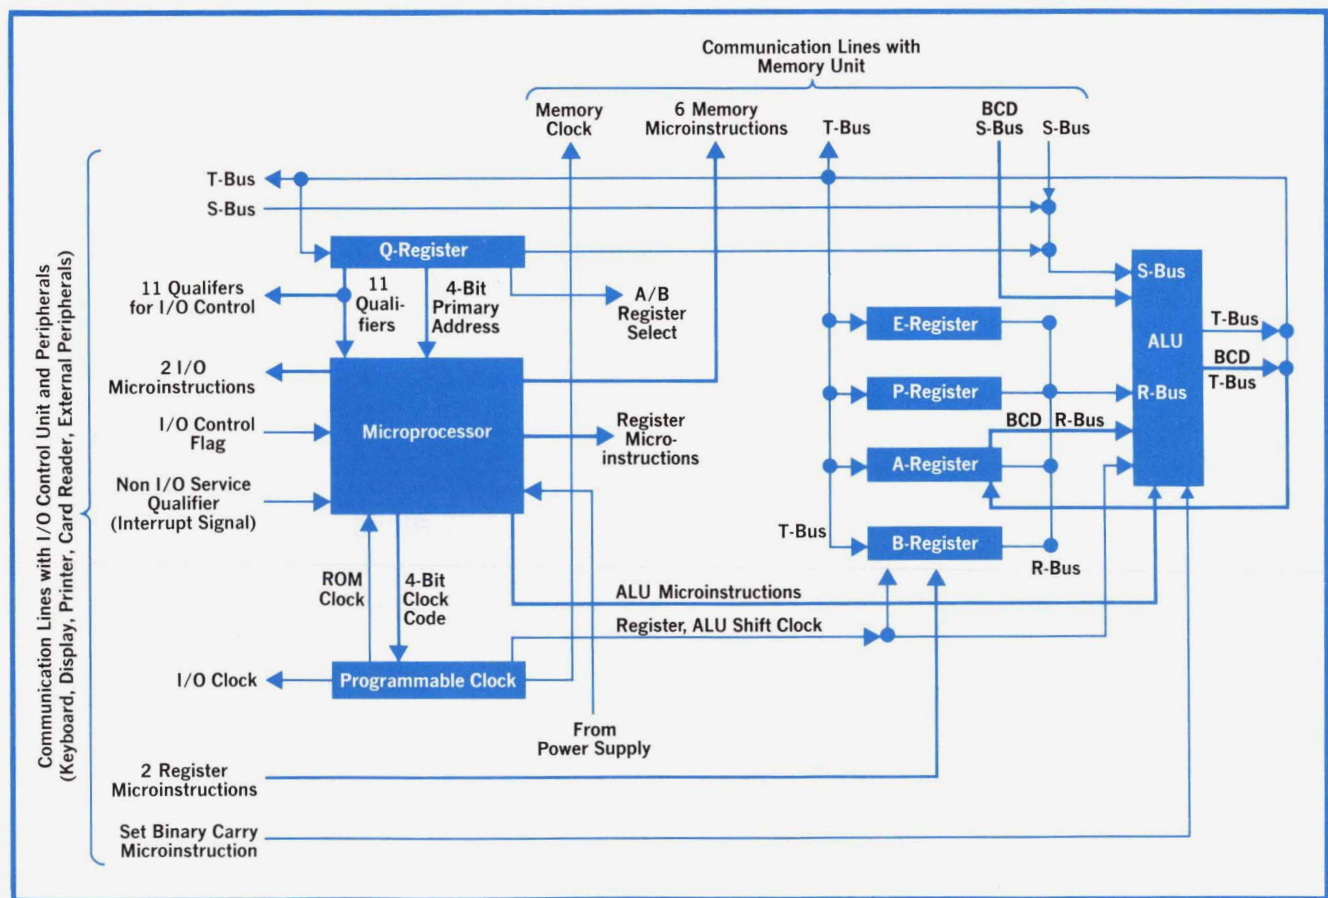 Communication Lines with
Memory Unit
Memory
Clock
6 Memory
Microinstructions
T-Bus
BCD
S-Bus
S-Bus
Communication Lines with I/O Control Unit and Peripherals
(Keyboard, Display, Printer, Card Reader, External Peripherals)
T-Bus
S-Bus
Q-Register
11 Qualifers
for I/O Control
11
Quali-
fiers
4-Bit
Primary
Address
A/B
Register
Select
S-Bus
E-Register
ALU
T-Bus
BCD
T-Bus
2 I/O
Microinstructions
P-Register
R-Bus
I/O Control
Flag
Microprocessor
Register
Micro-
instructions
BCD R-Bus
A-Register
Non I/O Service
Qualifier
(Interrupt Signal)
T-Bus
B-Register
R-Bus
ROM
Clock
4-Bit
Clock
Code
ALU Microinstructions
Register, ALU Shift Clock
I/O Clock
Programmable Clock
From
Power Supply
2 Register
Microinstructions
Set Binary Carry
Microinstruction